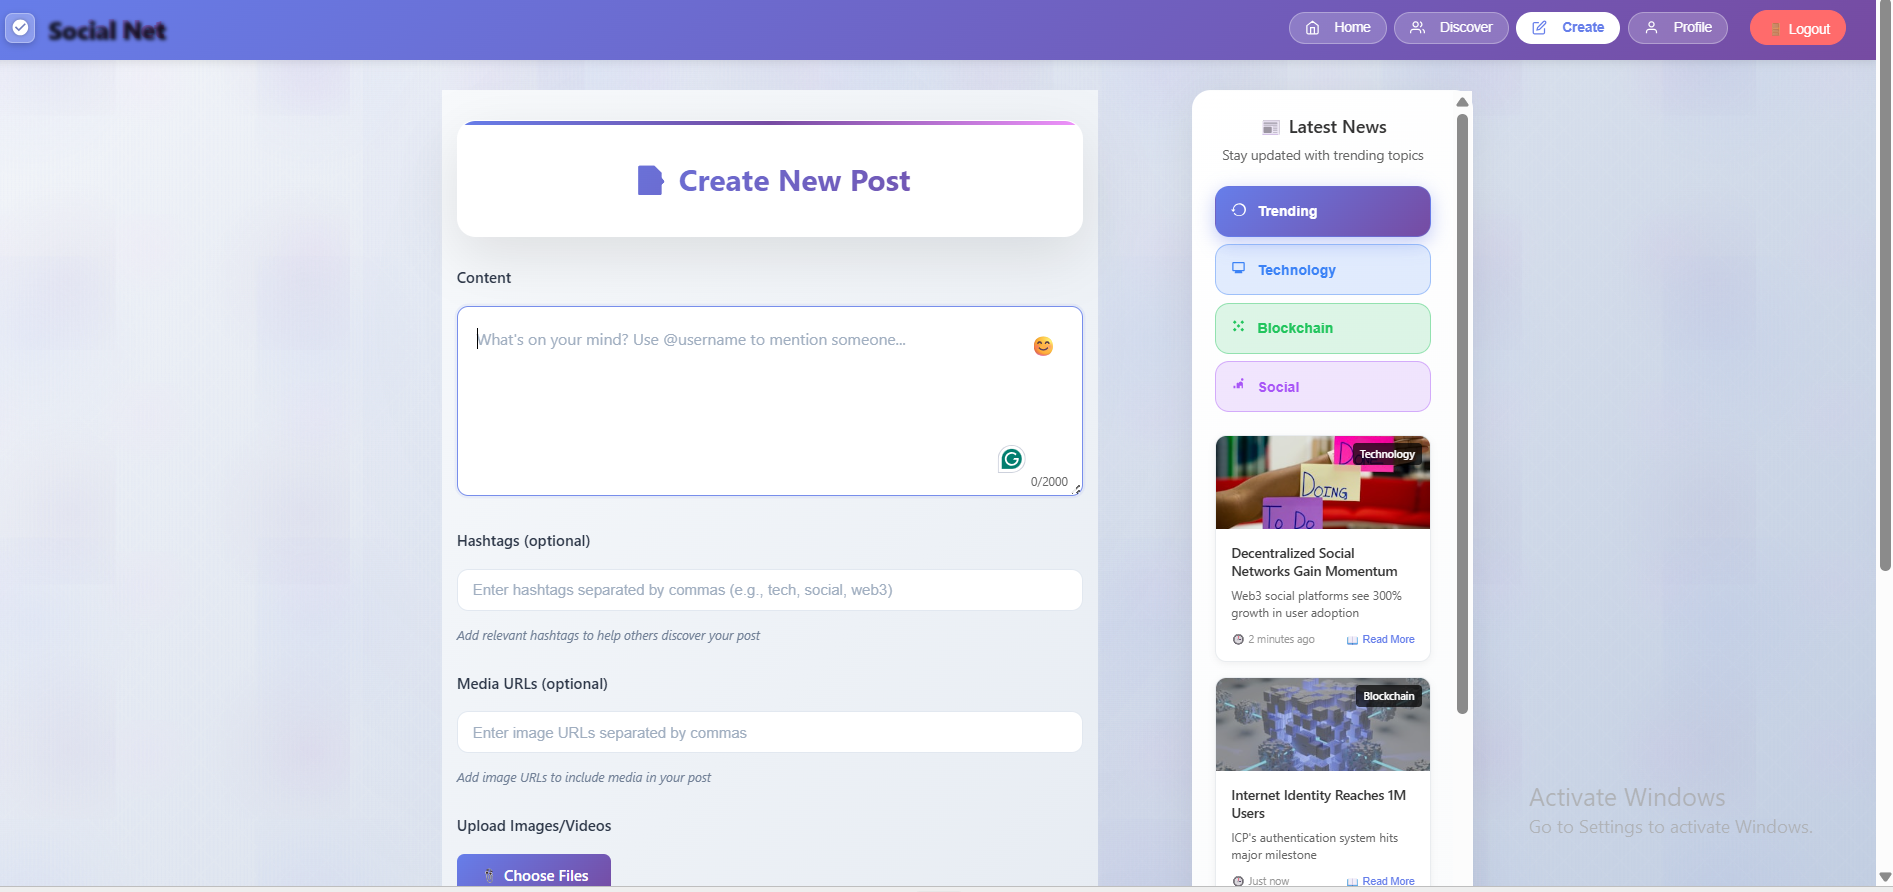 Social Net
Home
Discover
Create
Profile
Logout
Create New Post
Content
What's on your mind? Use @username to mention someone...
0/2000
Hashtags (optional)
Enter hashtags separated by commas (e.g., tech, social, web3)
Add relevant hashtags to help others discover your post
Media URLs (optional)
Enter image URLs separated by commas
Add image URLs to include media in your post
Upload Images/Videos
Choose Files
Latest News
Stay updated with trending topics
Trending
Technology
Blockchain
Social
Technology
DOING
To Do
Decentralized Social
Networks Gain Momentum
Web3 social platforms see 300%
growth in user adoption
2 minutes ago
Read More
Blockchain
Internet Identity Reaches 1M
Users
ICP's authentication system hits
major milestone
Just now
Read More
Activate Windows
Go to Settings to activate Windows.